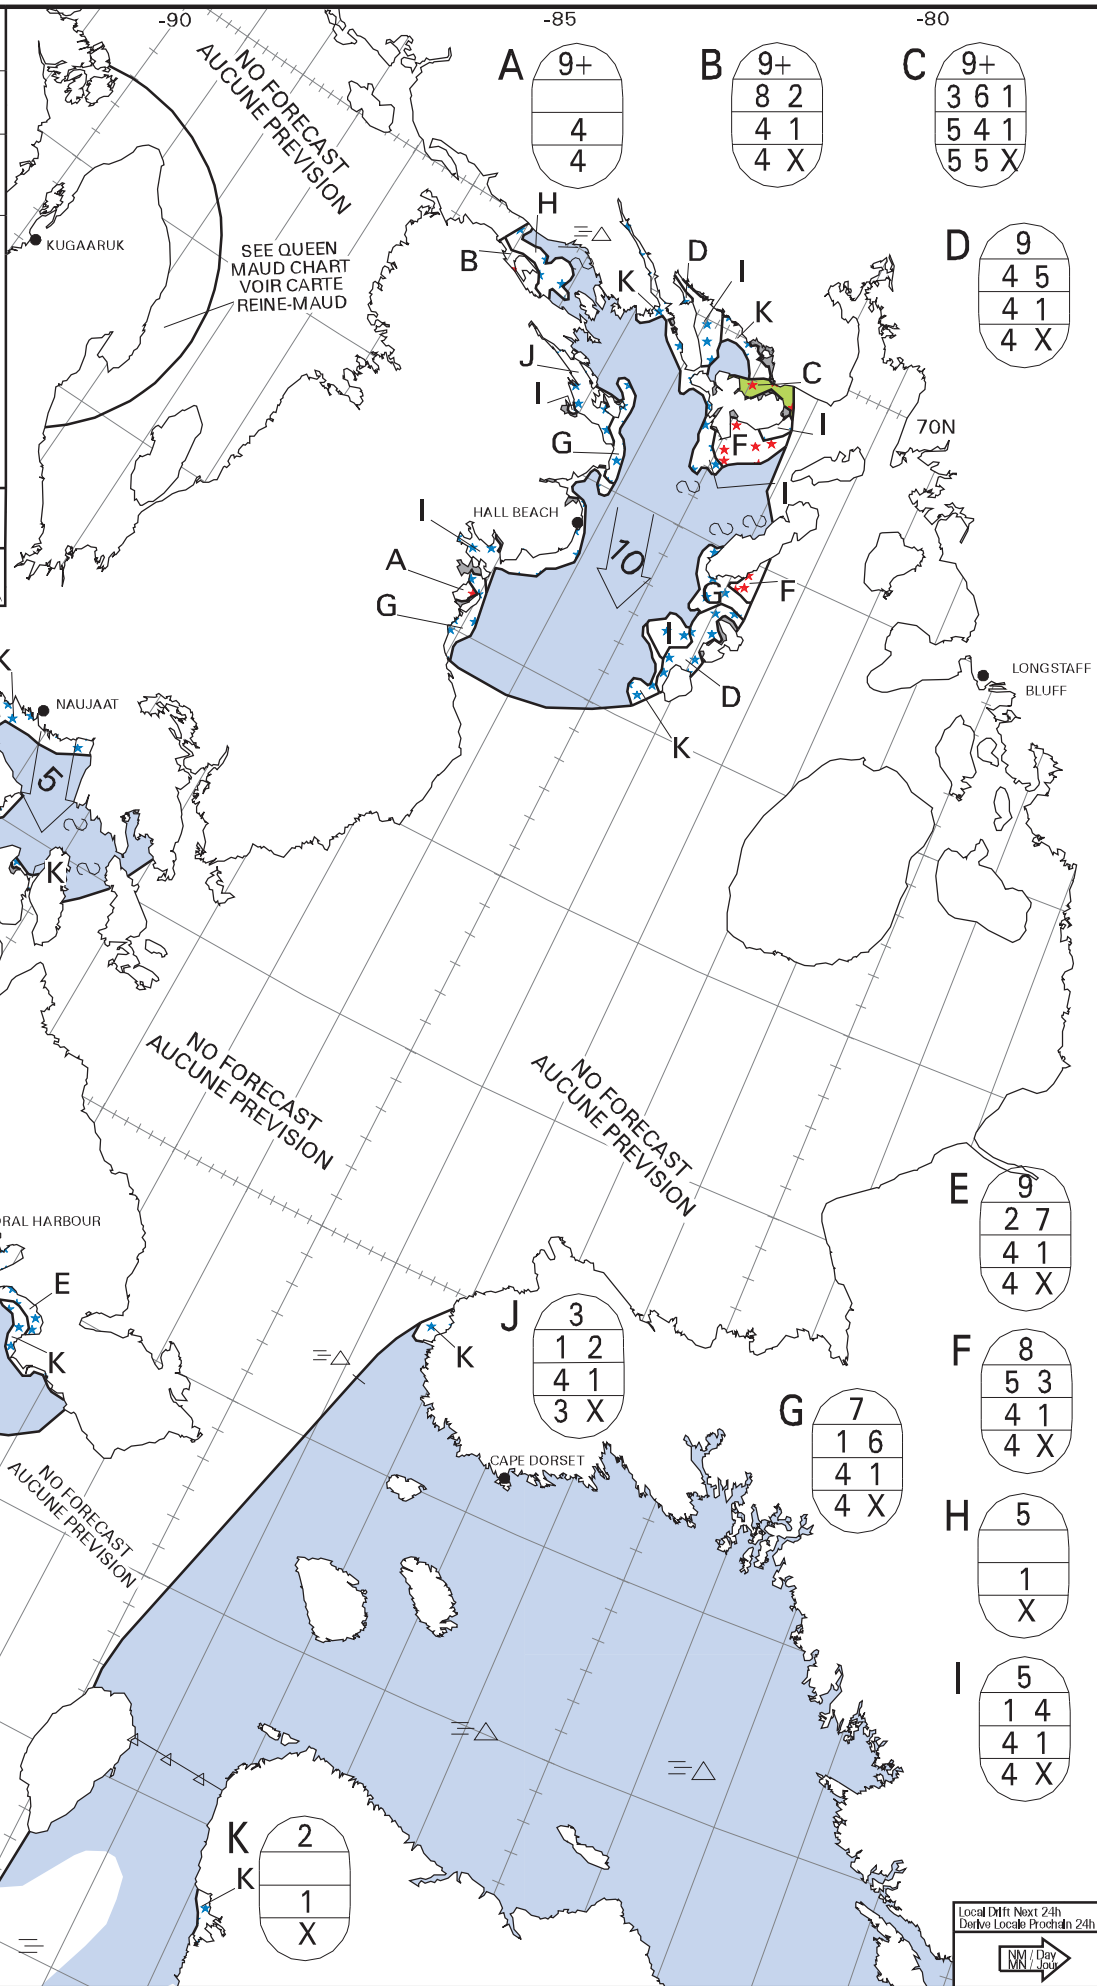 -90
-85
-80
NO FORECAST
AUCUNE PREVISION
A
9+
4
4
B
9+
8 2
4 1
4 X
C
9+
3 6 1
5 4 1
5 5 X
D
9
4 5
4 1
4 X
KUGAARUK
SEE QUEEN
MAUD CHART
VOIR CARTE
REINE-MAUD
H
B
K
D
I
K
J
I
C
G
F
I
70N
I
HALL BEACH
I
A
G
10
G
F
I
D
K
LONGSTAFF
BLUFF
K
NAUJAAT
5
K
NO FORECAST
AUCUNE PREVISION
NO FORECAST
AUCUNE PREVISION
E
9
2 7
4 1
4 X
RAL HARBOUR
E
K
J
3
1 2
4 1
3 X
K
F
8
5 3
4 1
4 X
G
7
1 6
4 1
4 X
CAPE DORSET
NO FORECAST
AUCUNE PREVISION
H
5
1
X
I
5
1 4
4 1
4 X
K
2
1
X
K
Local Drift Next 24h
Derive Locale Prochain 24h
NM / Day
MN / Jour